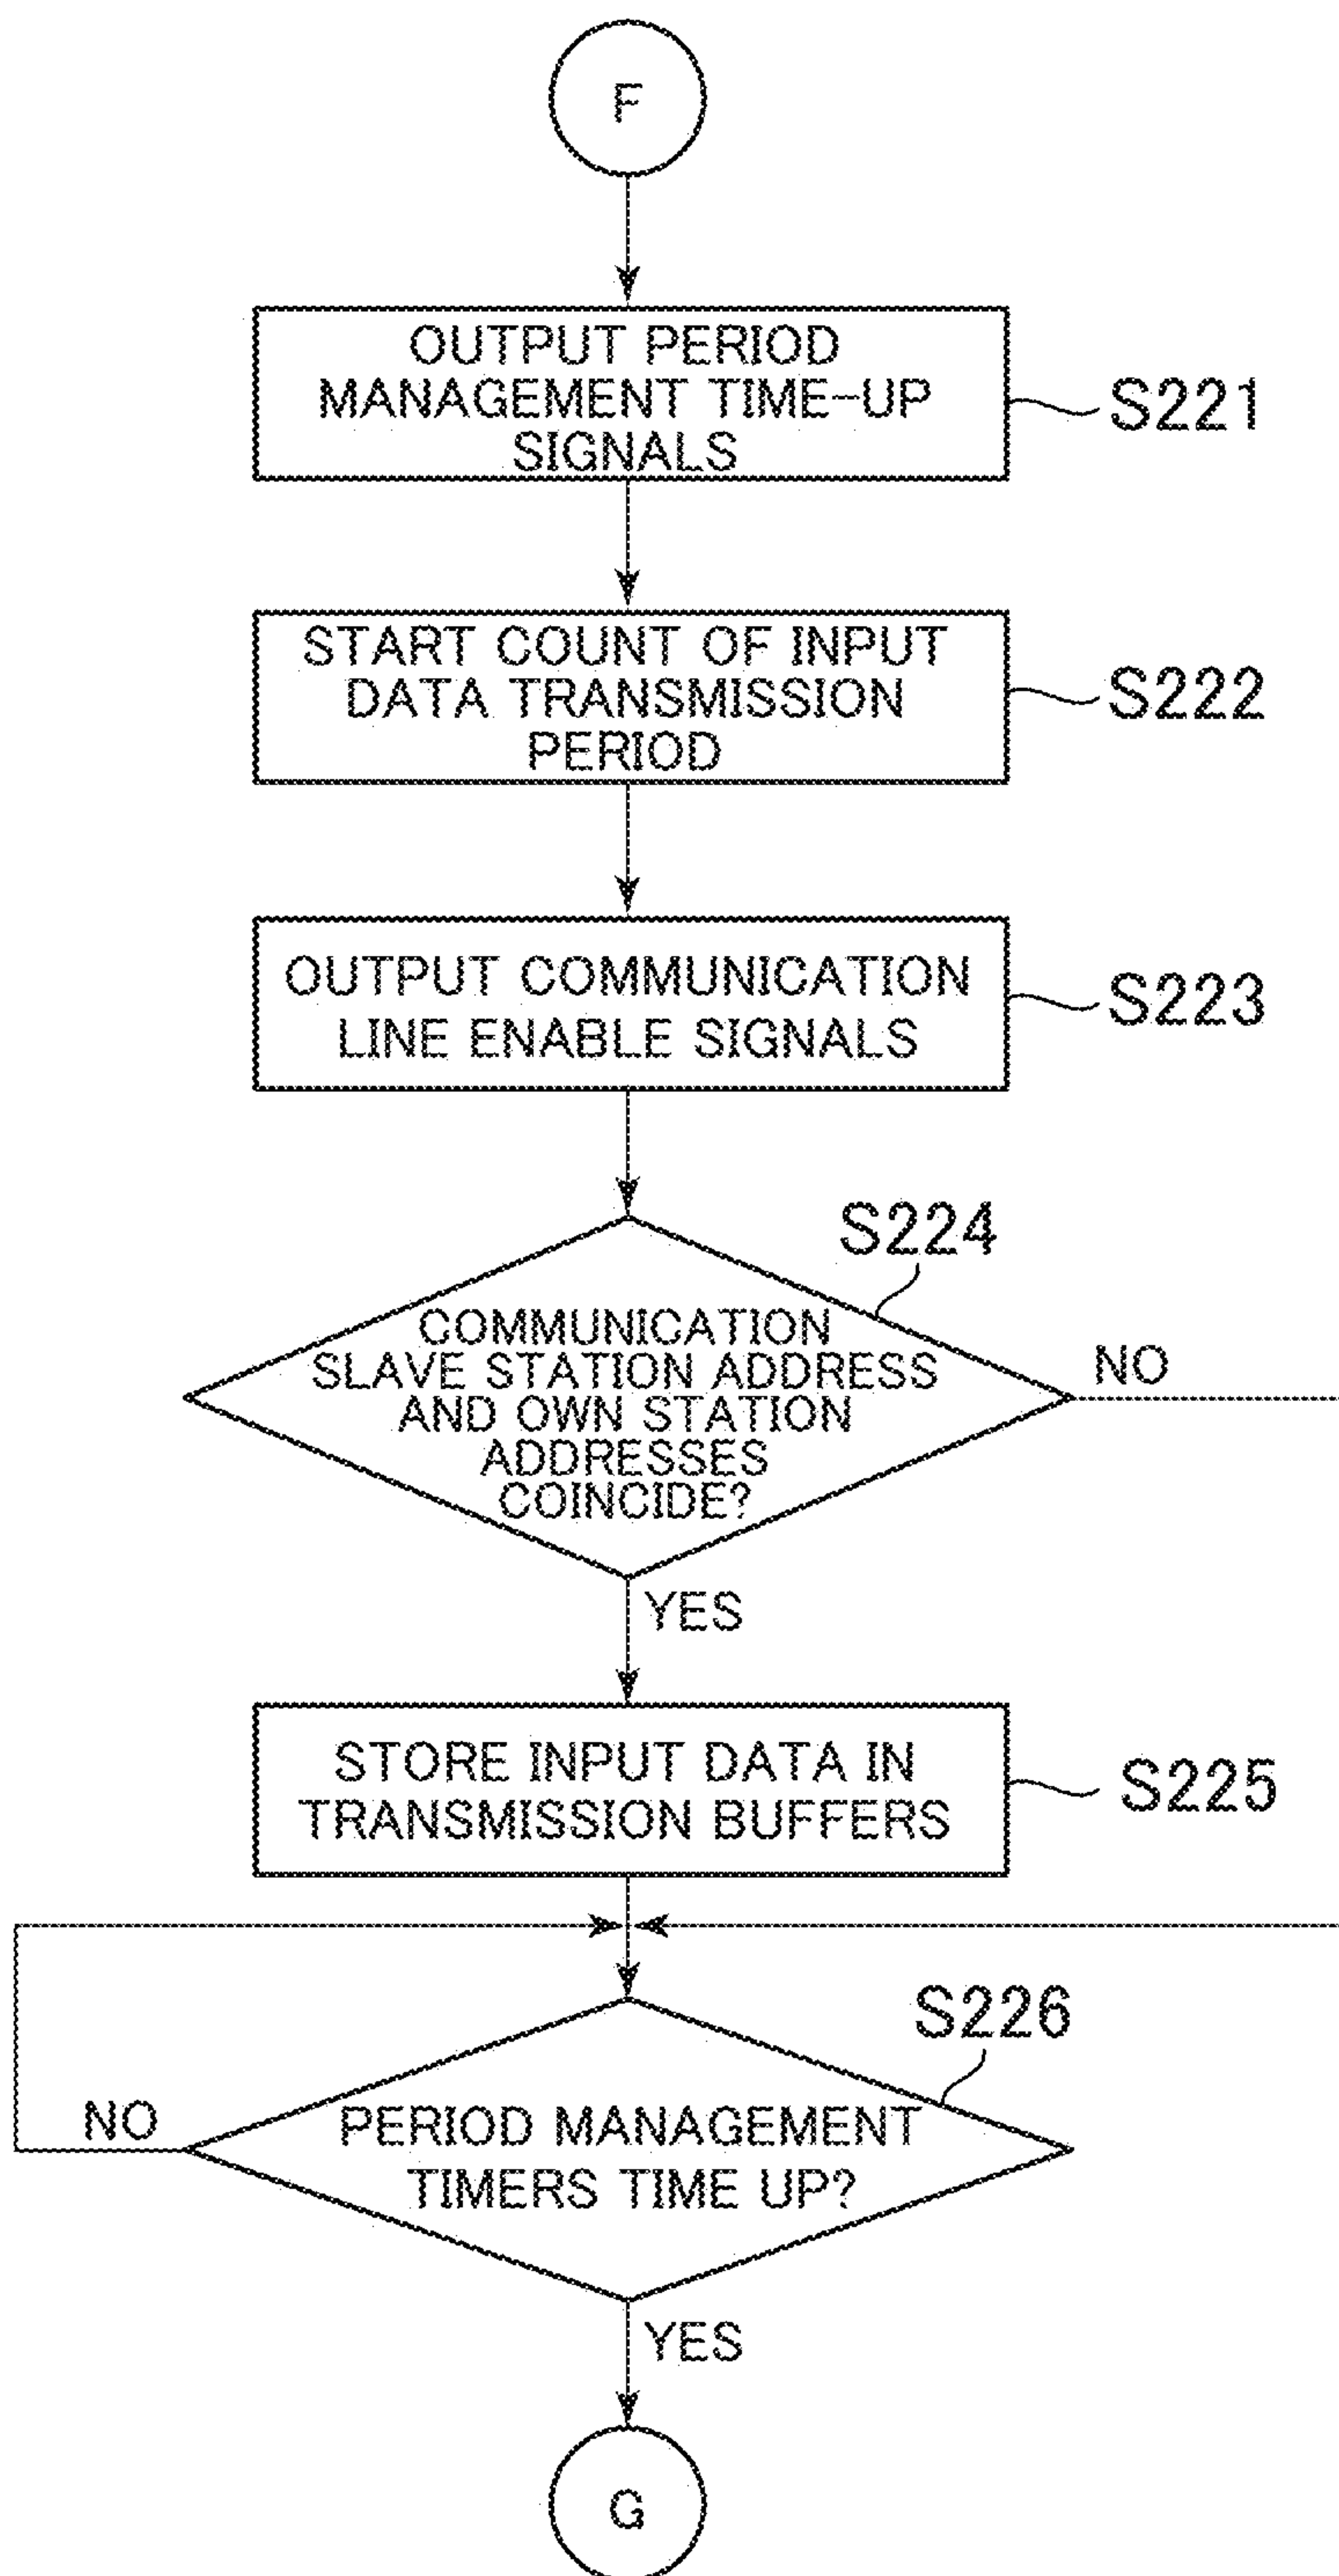 F
OUTPUT PERIOD
MANAGEMENT TIME-UP
SIGNALS
S221
START COUNT OF INPUT
DATA TRANSMISSION
PERIOD
S222
OUTPUT COMMUNICATION
LINE ENABLE SIGNALS
S223
S224
COMMUNICATION
SLAVE STATION ADDRESS
AND OWN STATION
ADDRESSES
COINCIDE?
NO
YES
STORE INPUT DATA IN
TRANSMISSION BUFFERS
S225
S226
PERIOD MANAGEMENT
TIMERS TIME UP?
NO
YES
G